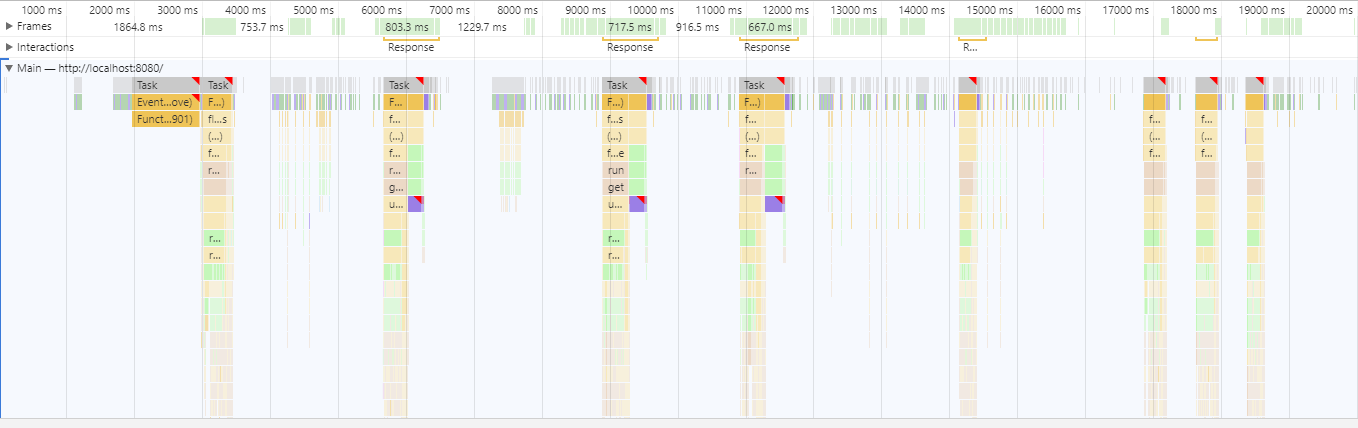 1000 ms 2000 ms 3000 ms 4000 ms 5000 ms 6000 ms 7000 ms 8000 ms 9000 ms 10000 ms 11000 ms 12000 ms 13000 ms 14000 ms 15000 ms 16000 ms 17000 ms 18000 ms 19000 ms 20000 ms
Frames 1864.8 ms 753.7 ms 803.3 ms 1229.7 ms 717.5 ms 916.5 ms 667.0 ms
Interactions Response Response Response R...
Main — http://localhost:8080/
Task Task Task Task Task
Event...ove) F...) F... F...) F...)
Funct...901) fl...s f... f...s f... f... f...
(...) (...) (...) (...) (... (...
f... f... f...e f... f... f...
r... r... run r...
g... get
u... u...
r... r...
r... r...